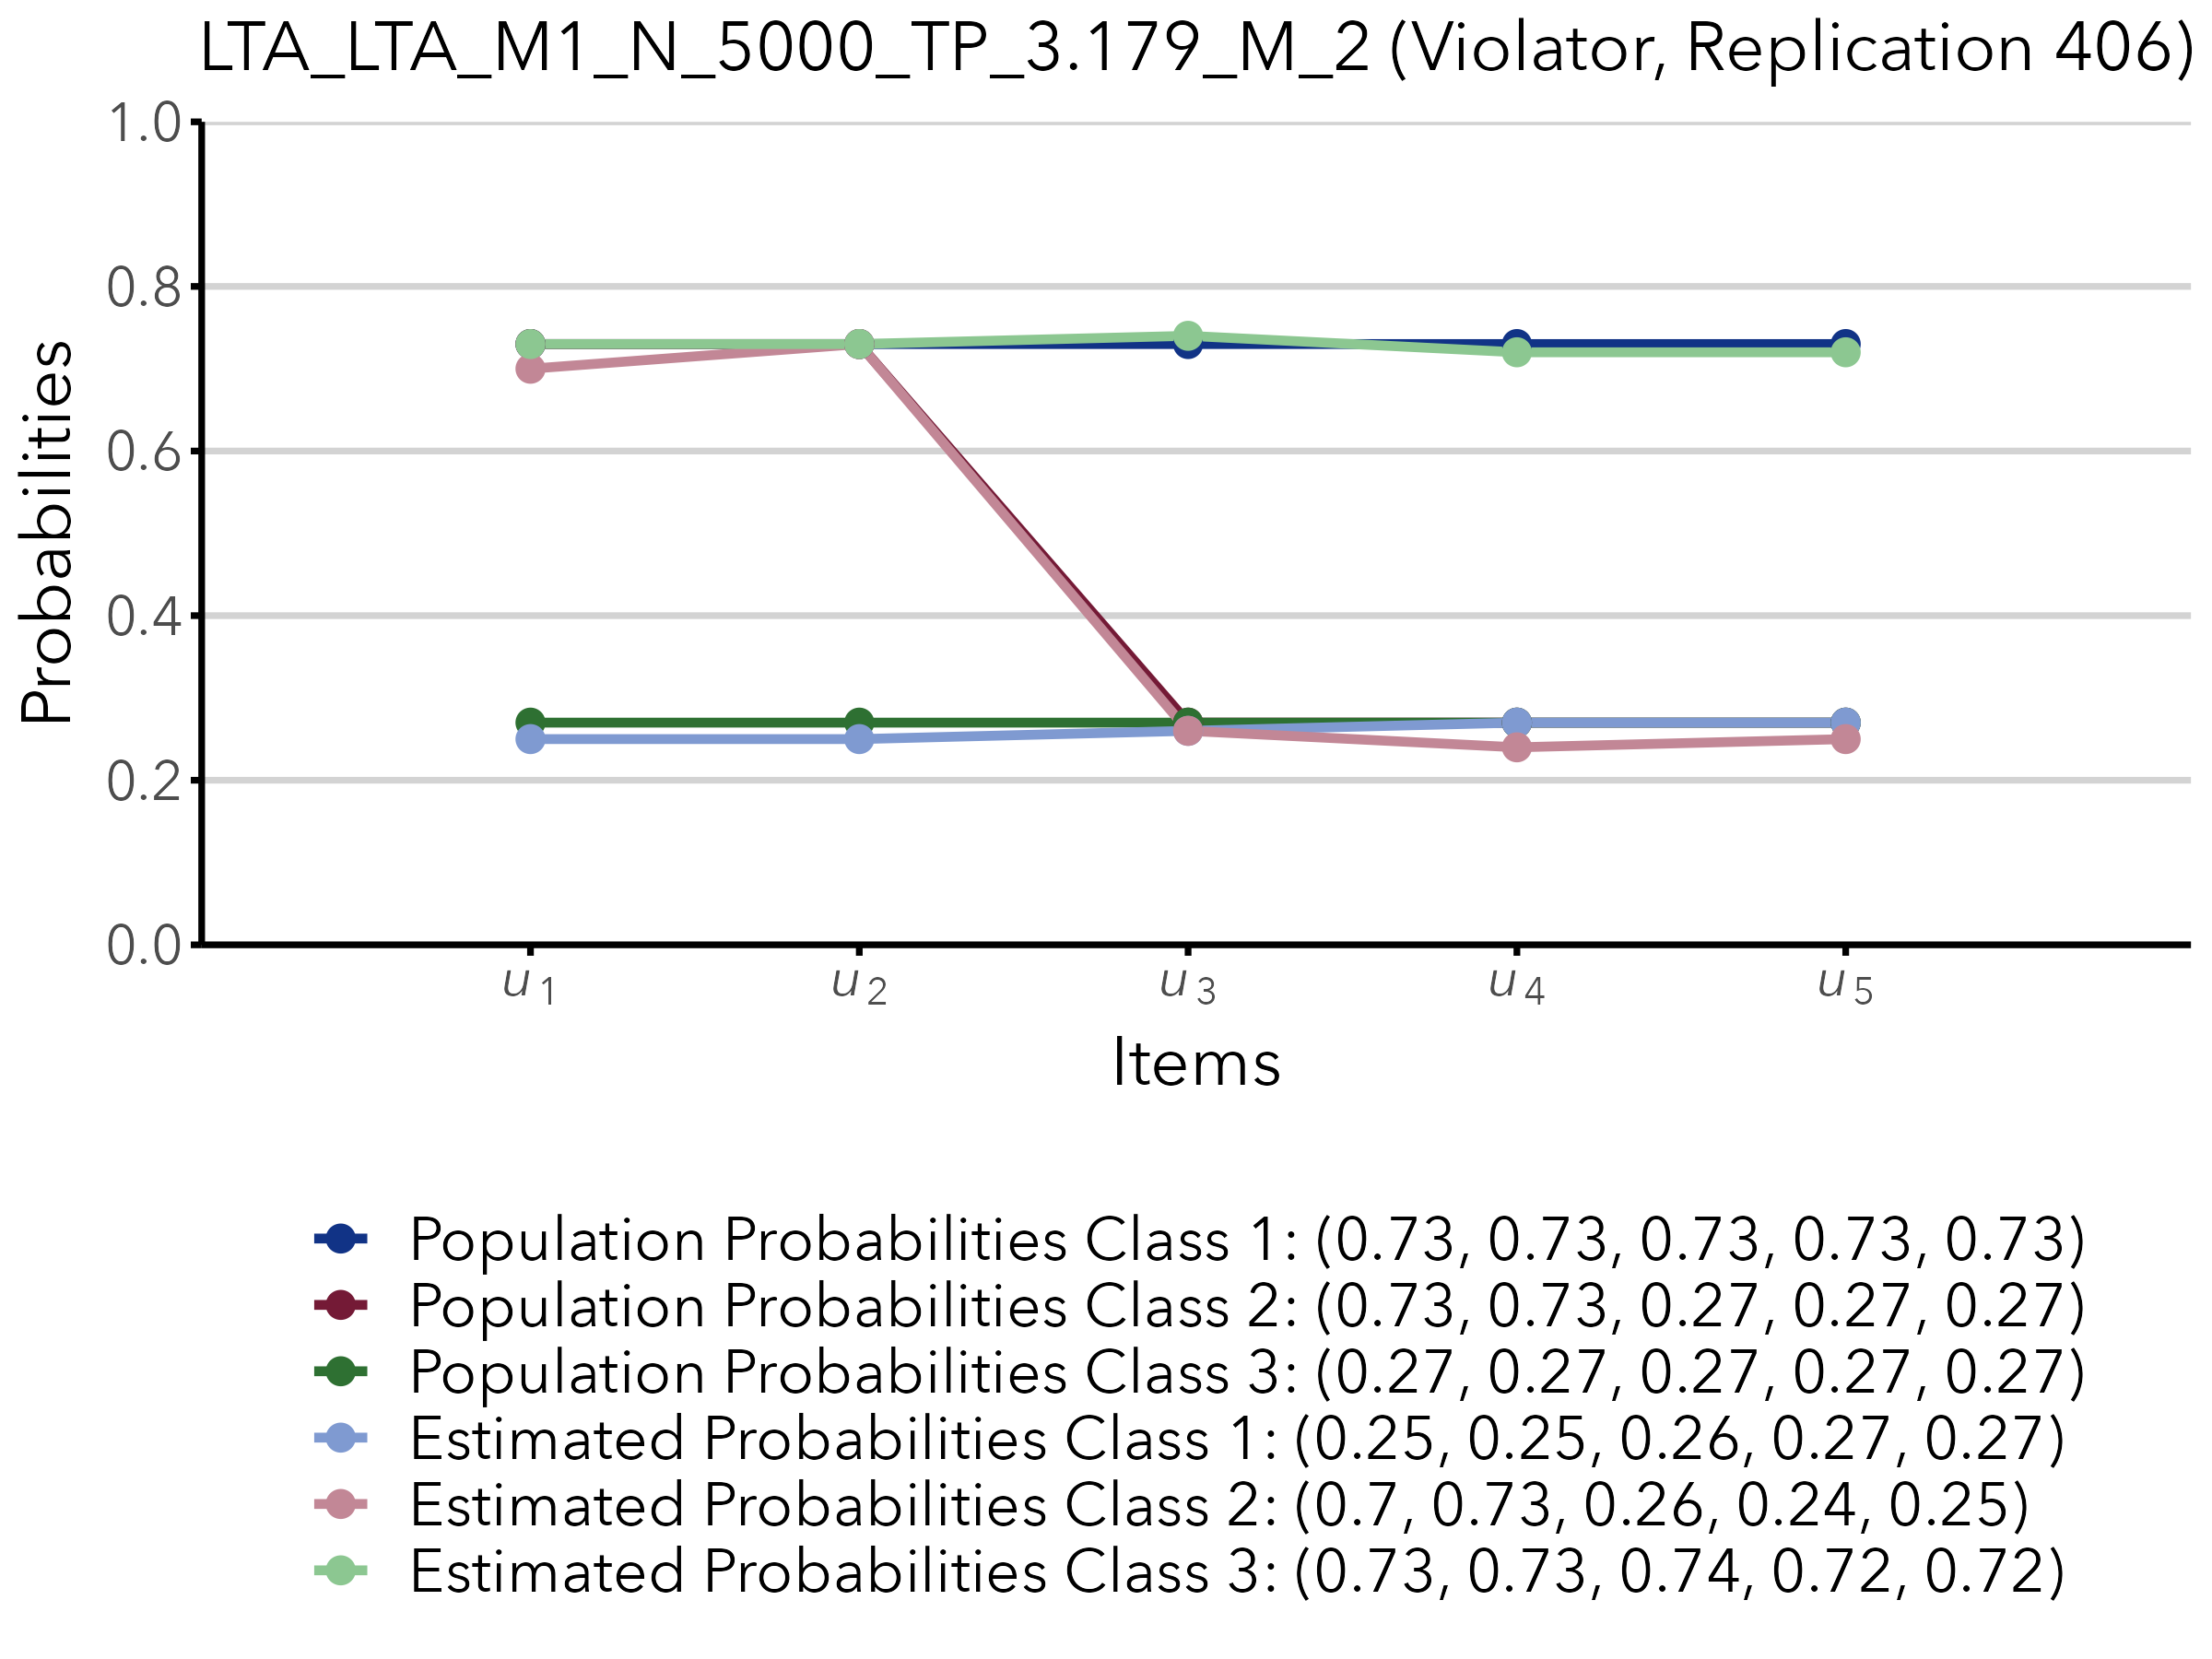 LTA_LTA_M1_N_5000_TP_3.179_M_2 (Violator, Replication 406)
1.0
0.8
0.6
0.4
0.2
0.0
Probabilities
u1 u2 u3 u4 u5
Items
Population Probabilities Class 1: (0.73, 0.73, 0.73, 0.73, 0.73)
Population Probabilities Class 2: (0.73, 0.73, 0.27, 0.27, 0.27)
Population Probabilities Class 3: (0.27, 0.27, 0.27, 0.27, 0.27)
Estimated Probabilities Class 1: (0.25, 0.25, 0.26, 0.27, 0.27)
Estimated Probabilities Class 2: (0.7, 0.73, 0.26, 0.24, 0.25)
Estimated Probabilities Class 3: (0.73, 0.73, 0.74, 0.72, 0.72)